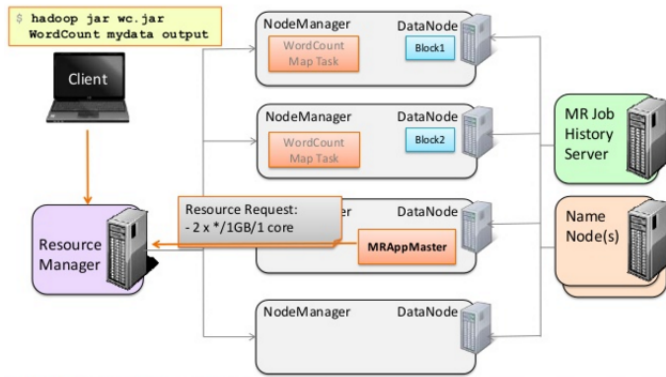 $ hadoop jar wc.jar
WordCount mydata output
Client
Resource
Manager
NodeManager
DataNode
WordCount
Map Task
Block1
NodeManager
DataNode
WordCount
Map Task
Block2
Resource Request:
- 2 x */1GB/1 core
DataNode
MRAppMaster
NodeManager
DataNode
MR Job
History
Server
Name
Node(s)